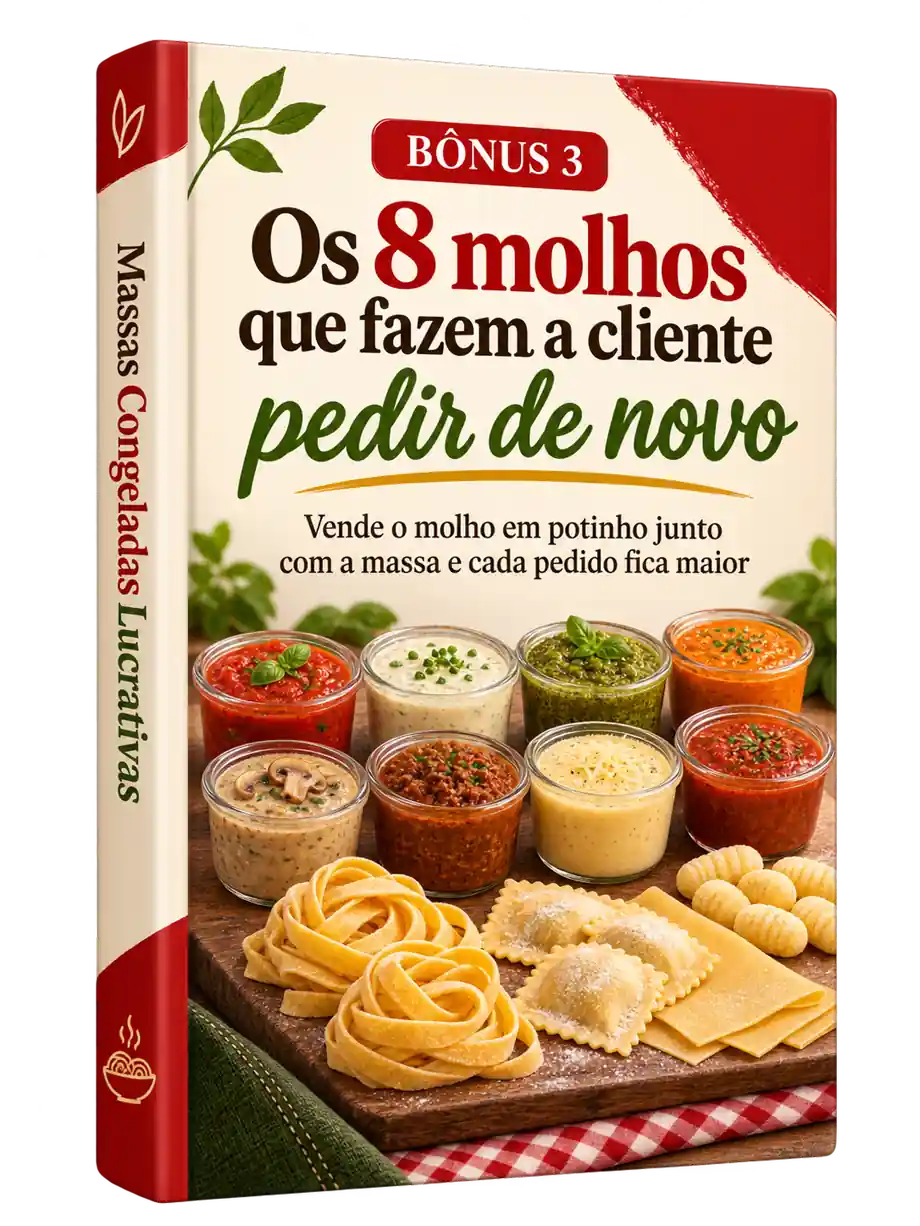 BÔNUS 3
Os 8 molhos
que fazem a cliente
pedir de novo
Vende o molho em potinho junto
com a massa e cada pedido fica maior
Massas Congeladas Lucrativas